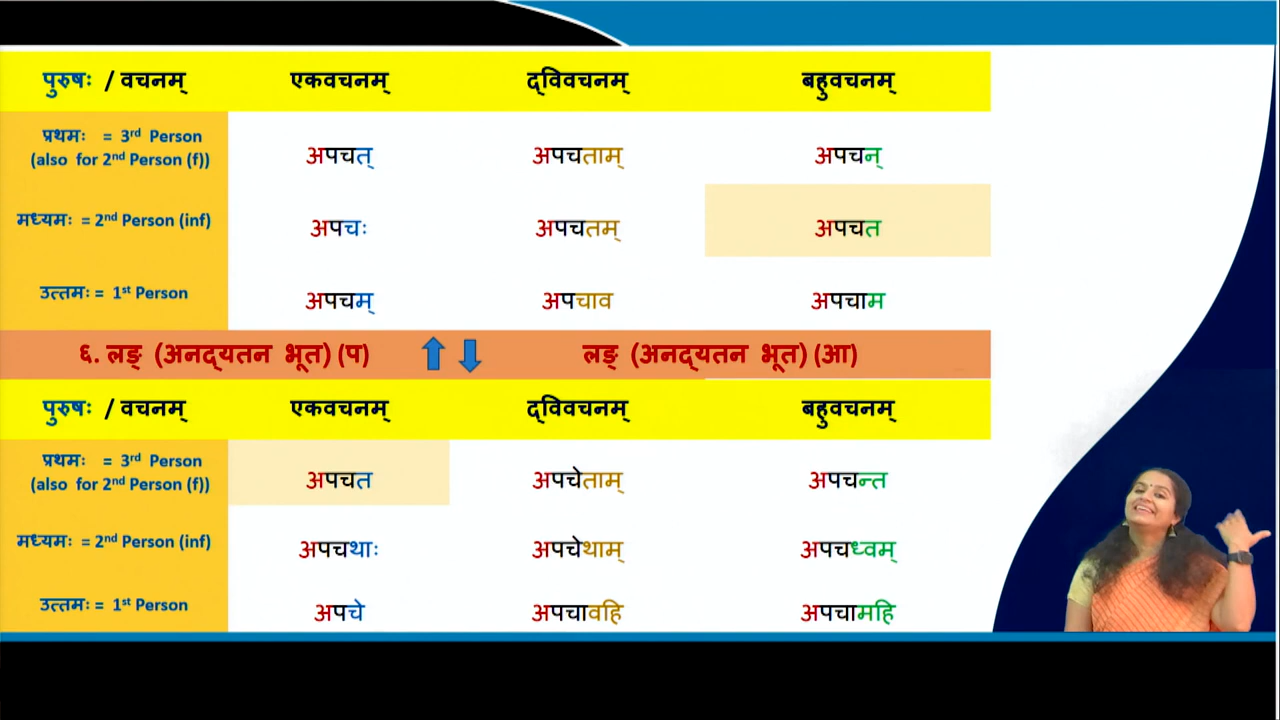 पुरुषः / वचनम् एकवचनम् द्विवचनम् बहुवचनम्
प्रथमः = 3rd Person
(also for 2nd Person (f)) अपचत् अपचताम् अपचन्
मध्यमः = 2nd Person (inf) अपचः अपचतम् अपचत
उत्तमः = 1st Person अपचम् अपचाव अपचाम
६. लङ् (अनद्यतन भूत) (प) लङ् (अनद्यतन भूत) (आ)
पुरुषः / वचनम् एकवचनम् द्विवचनम् बहुवचनम्
प्रथमः = 3rd Person
(also for 2nd Person (f)) अपचत अपचेताम् अपचन्त
मध्यमः = 2nd Person (inf) अपचथाः अपचेथाम् अपचध्वम्
उत्तमः = 1st Person अपचे अपचावहि अपचामहि